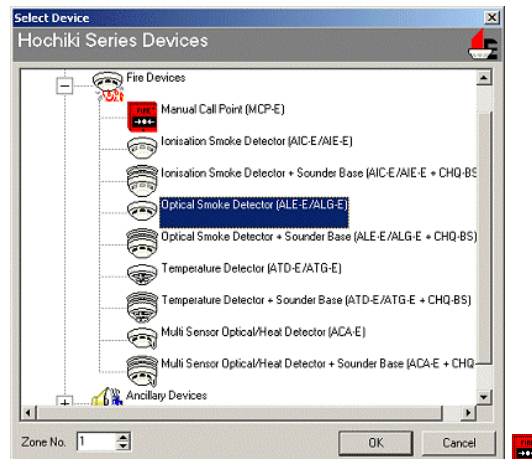 Select Device
Hochiki Series Devices
Fire Devices
Manual Call Point (MCP-E)
Ionisation Smoke Detector (AIC-E/AIE-E)
Ionisation Smoke Detector + Sounder Base (AIC-E/AIE-E + CHQ-BS
Optical Smoke Detector (ALE-E/ALG-E)
Optical Smoke Detector + Sounder Base (ALE-E/ALG-E + CHQ-BS)
Temperature Detector (ATD-E/ATG-E)
Temperature Detector + Sounder Base (ATD-E/ATG-E + CHQ-BS)
Multi Sensor Optical/Heat Detector (ACA-E)
Multi Sensor Optical/Heat Detector + Sounder Base (ACA-E + CHQ-
Ancillary Devices
Zone No. 1
OK
Cancel